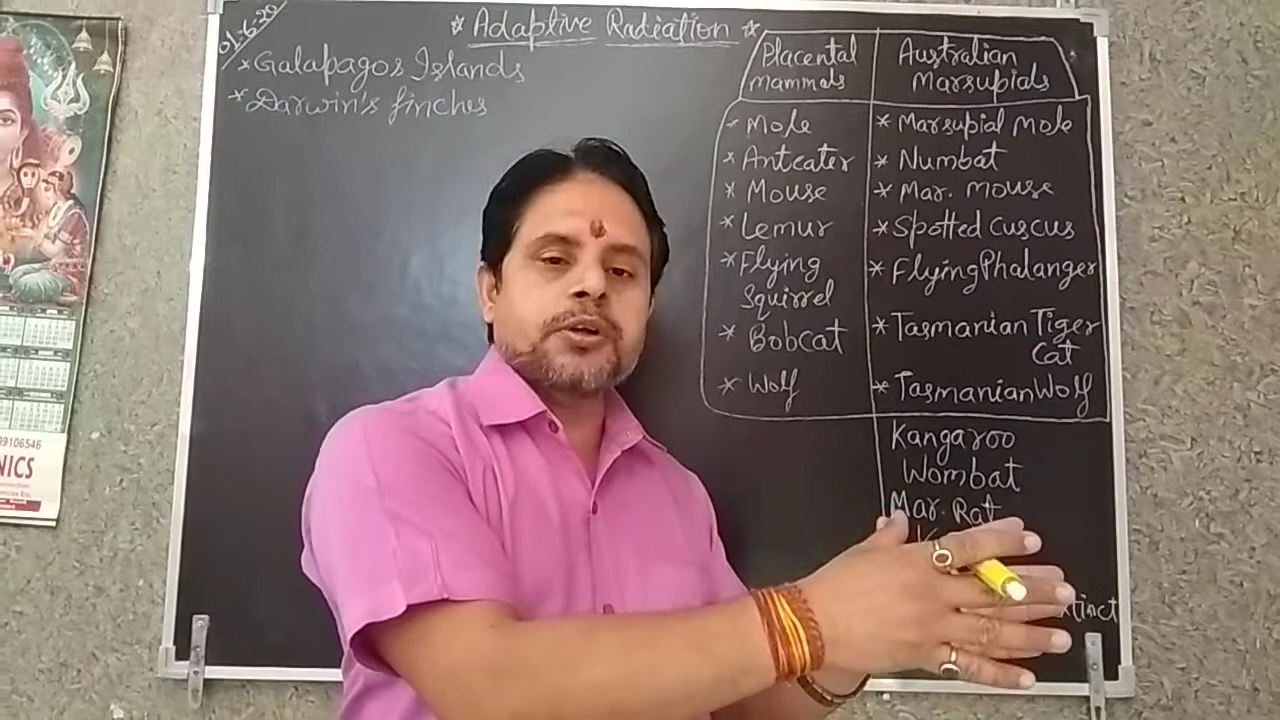 01.6.20
* Adaptive Radiation *
* Galapagos Islands
* Darwin's finches
Placental mammals
Australian Marsupials
* Mole
* Marsupial Mole
* Anteater
* Numbat
* Mouse
* Mar. mouse
* Lemur
* Spotted Cuscus
* Flying Squirrel
* Flying Phalanger
* Bobcat
* Tasmanian Tiger Cat
* Wolf
* Tasmanian Wolf
Kangaroo
Wombat
Mar. Rat
99106546
NICS